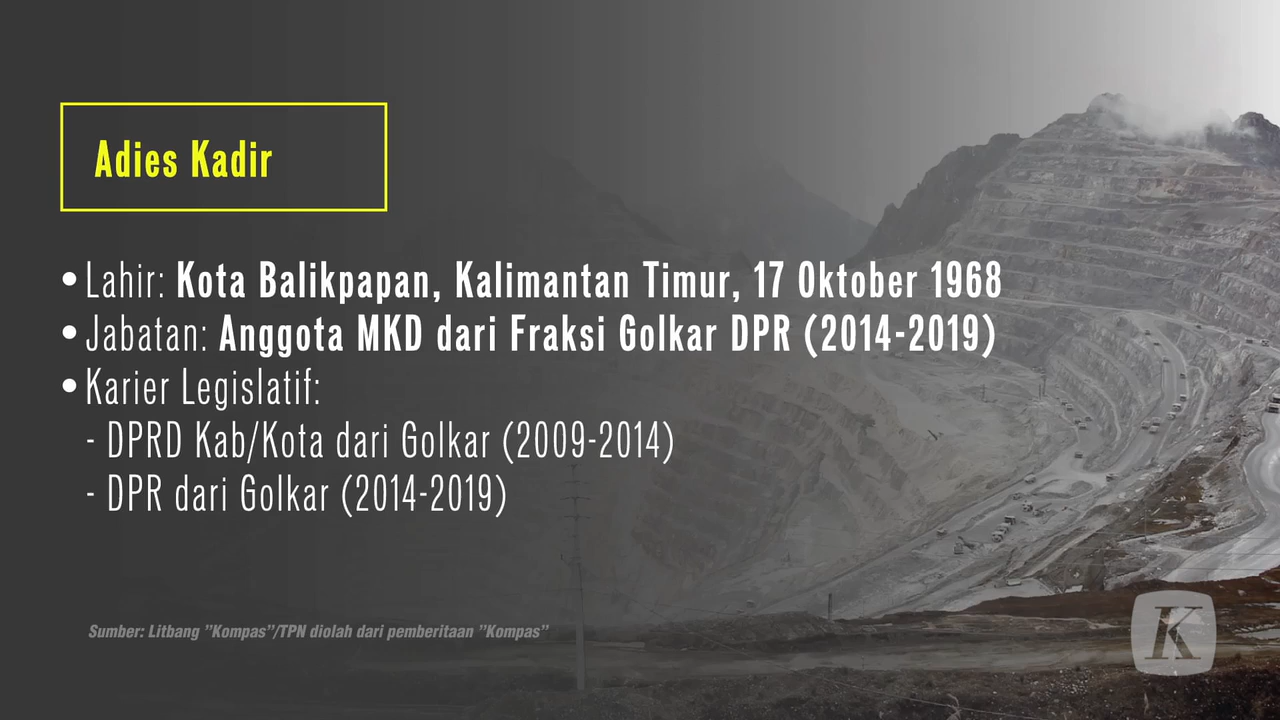 Adies Kadir
• Lahir: Kota Balikpapan, Kalimantan Timur, 17 Oktober 1968
• Jabatan: Anggota MKD dari Fraksi Golkar DPR (2014-2019)
• Karier Legislatif:
- DPRD Kab/Kota dari Golkar (2009-2014)
- DPR dari Golkar (2014-2019)
Sumber: Litbang ”Kompas”/TPN diolah dari pemberitaan ”Kompas”
K